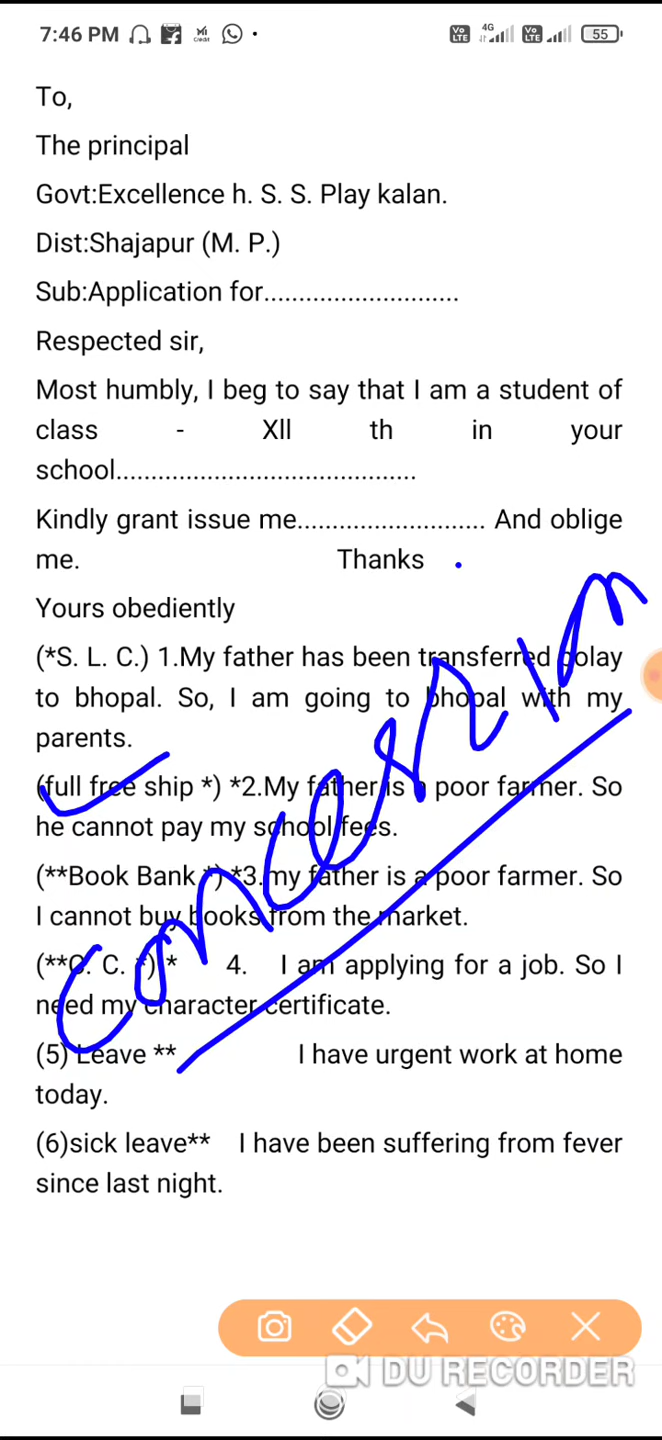 7:46 PM
4G
55
To,
The principal
Govt:Excellence h. S. S. Play kalan.
Dist:Shajapur (M. P.)
Sub:Application for............................
Respected sir,
Most humbly, I beg to say that I am a student of
class - Xll th in your
school...........................................
Kindly grant issue me........................... And oblige
me. Thanks
Yours obediently
(*S. L. C.) 1.My father has been transferred polay
to bhopal. So, I am going to bhopal with my
parents.
(full free ship *) *2.My father is a poor farmer. So
he cannot pay my school fees.
(**Book Bank *) *3.my father is a poor farmer. So
I cannot buy books from the market.
(**C. C. *) * 4. I am applying for a job. So I
need my character certificate.
(5) Leave ** I have urgent work at home
today.
(6)sick leave** I have been suffering from fever
since last night.
DU RECORDER